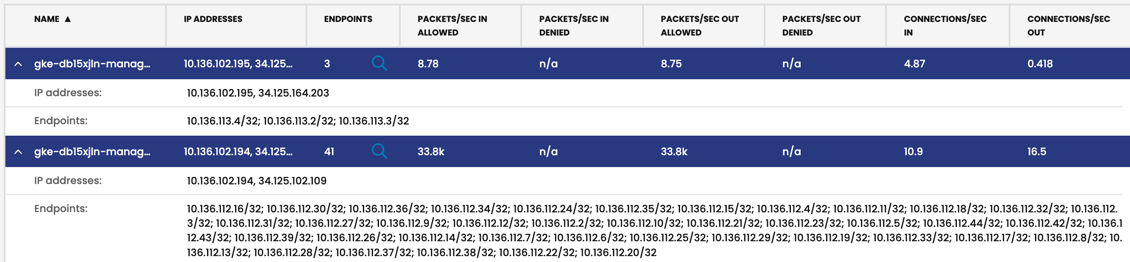 NAME ▲ IP ADDRESSES ENDPOINTS PACKETS/SEC IN ALLOWED PACKETS/SEC IN DENIED PACKETS/SEC OUT ALLOWED PACKETS/SEC OUT DENIED CONNECTIONS/SEC IN CONNECTIONS/SEC OUT
gke-db15xjln-manag... 10.136.102.195, 34.125... 3 8.78 n/a 8.75 n/a 4.87 0.418
IP addresses: 10.136.102.195, 34.125.164.203
Endpoints: 10.136.113.4/32; 10.136.113.2/32; 10.136.113.3/32
gke-db15xjln-manag... 10.136.102.194, 34.125... 41 33.8k n/a 33.8k n/a 10.9 16.5
IP addresses: 10.136.102.194, 34.125.102.109
Endpoints: 10.136.112.16/32; 10.136.112.30/32; 10.136.112.36/32; 10.136.112.34/32; 10.136.112.24/32; 10.136.112.35/32; 10.136.112.15/32; 10.136.112.4/32; 10.136.112.11/32; 10.136.112.18/32; 10.136.112.32/32; 10.136.112.
3/32; 10.136.112.31/32; 10.136.112.27/32; 10.136.112.9/32; 10.136.112.12/32; 10.136.112.2/32; 10.136.112.10/32; 10.136.112.21/32; 10.136.112.23/32; 10.136.112.5/32; 10.136.112.44/32; 10.136.112.42/32; 10.136.1
12.43/32; 10.136.112.39/32; 10.136.112.26/32; 10.136.112.14/32; 10.136.112.7/32; 10.136.112.6/32; 10.136.112.25/32; 10.136.112.29/32; 10.136.112.19/32; 10.136.112.33/32; 10.136.112.17/32; 10.136.112.8/32; 10.
136.112.13/32; 10.136.112.28/32; 10.136.112.37/32; 10.136.112.38/32; 10.136.112.22/32; 10.136.112.20/32